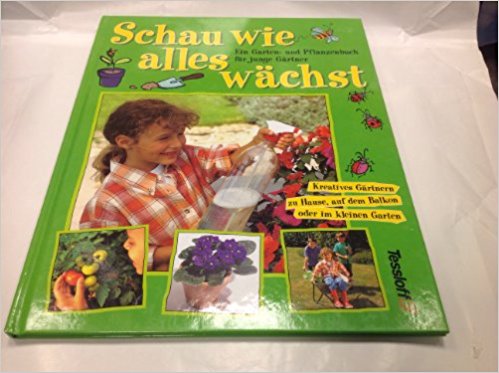 Schau wie
alles
wächst
Ein Garten- und Pflanzenbuch
für junge Gärtner
Kreatives Gärtnern
zu Hause, auf dem Balkon
oder im kleinen Garten
Tessloff